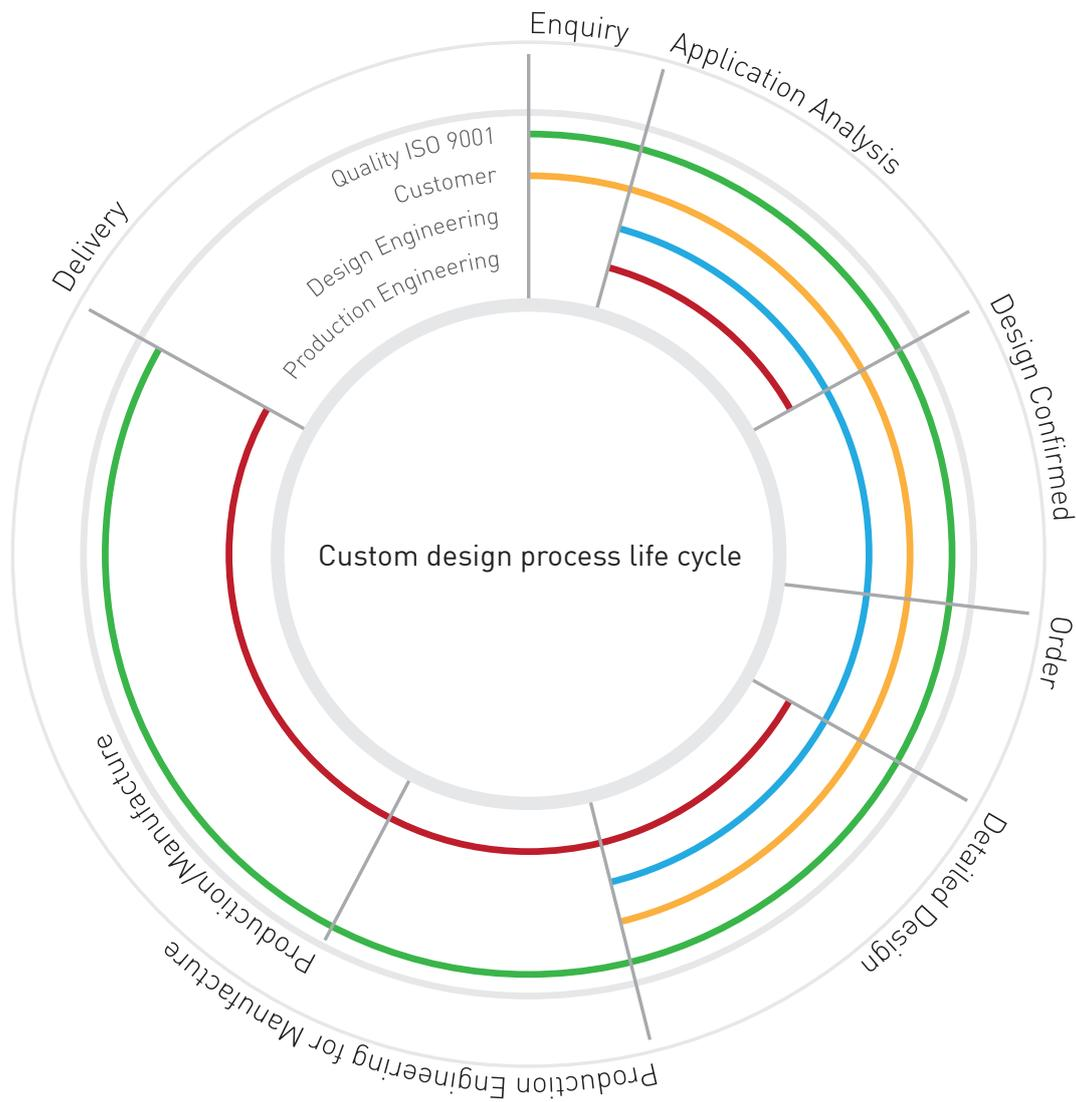 Enquiry
Application Analysis
Design Confirmed
Order
Detailed Design
Production Engineering for Manufacture
Production/Manufacture
Delivery
Quality ISO 9001
Customer
Design Engineering
Production Engineering
Custom design process life cycle